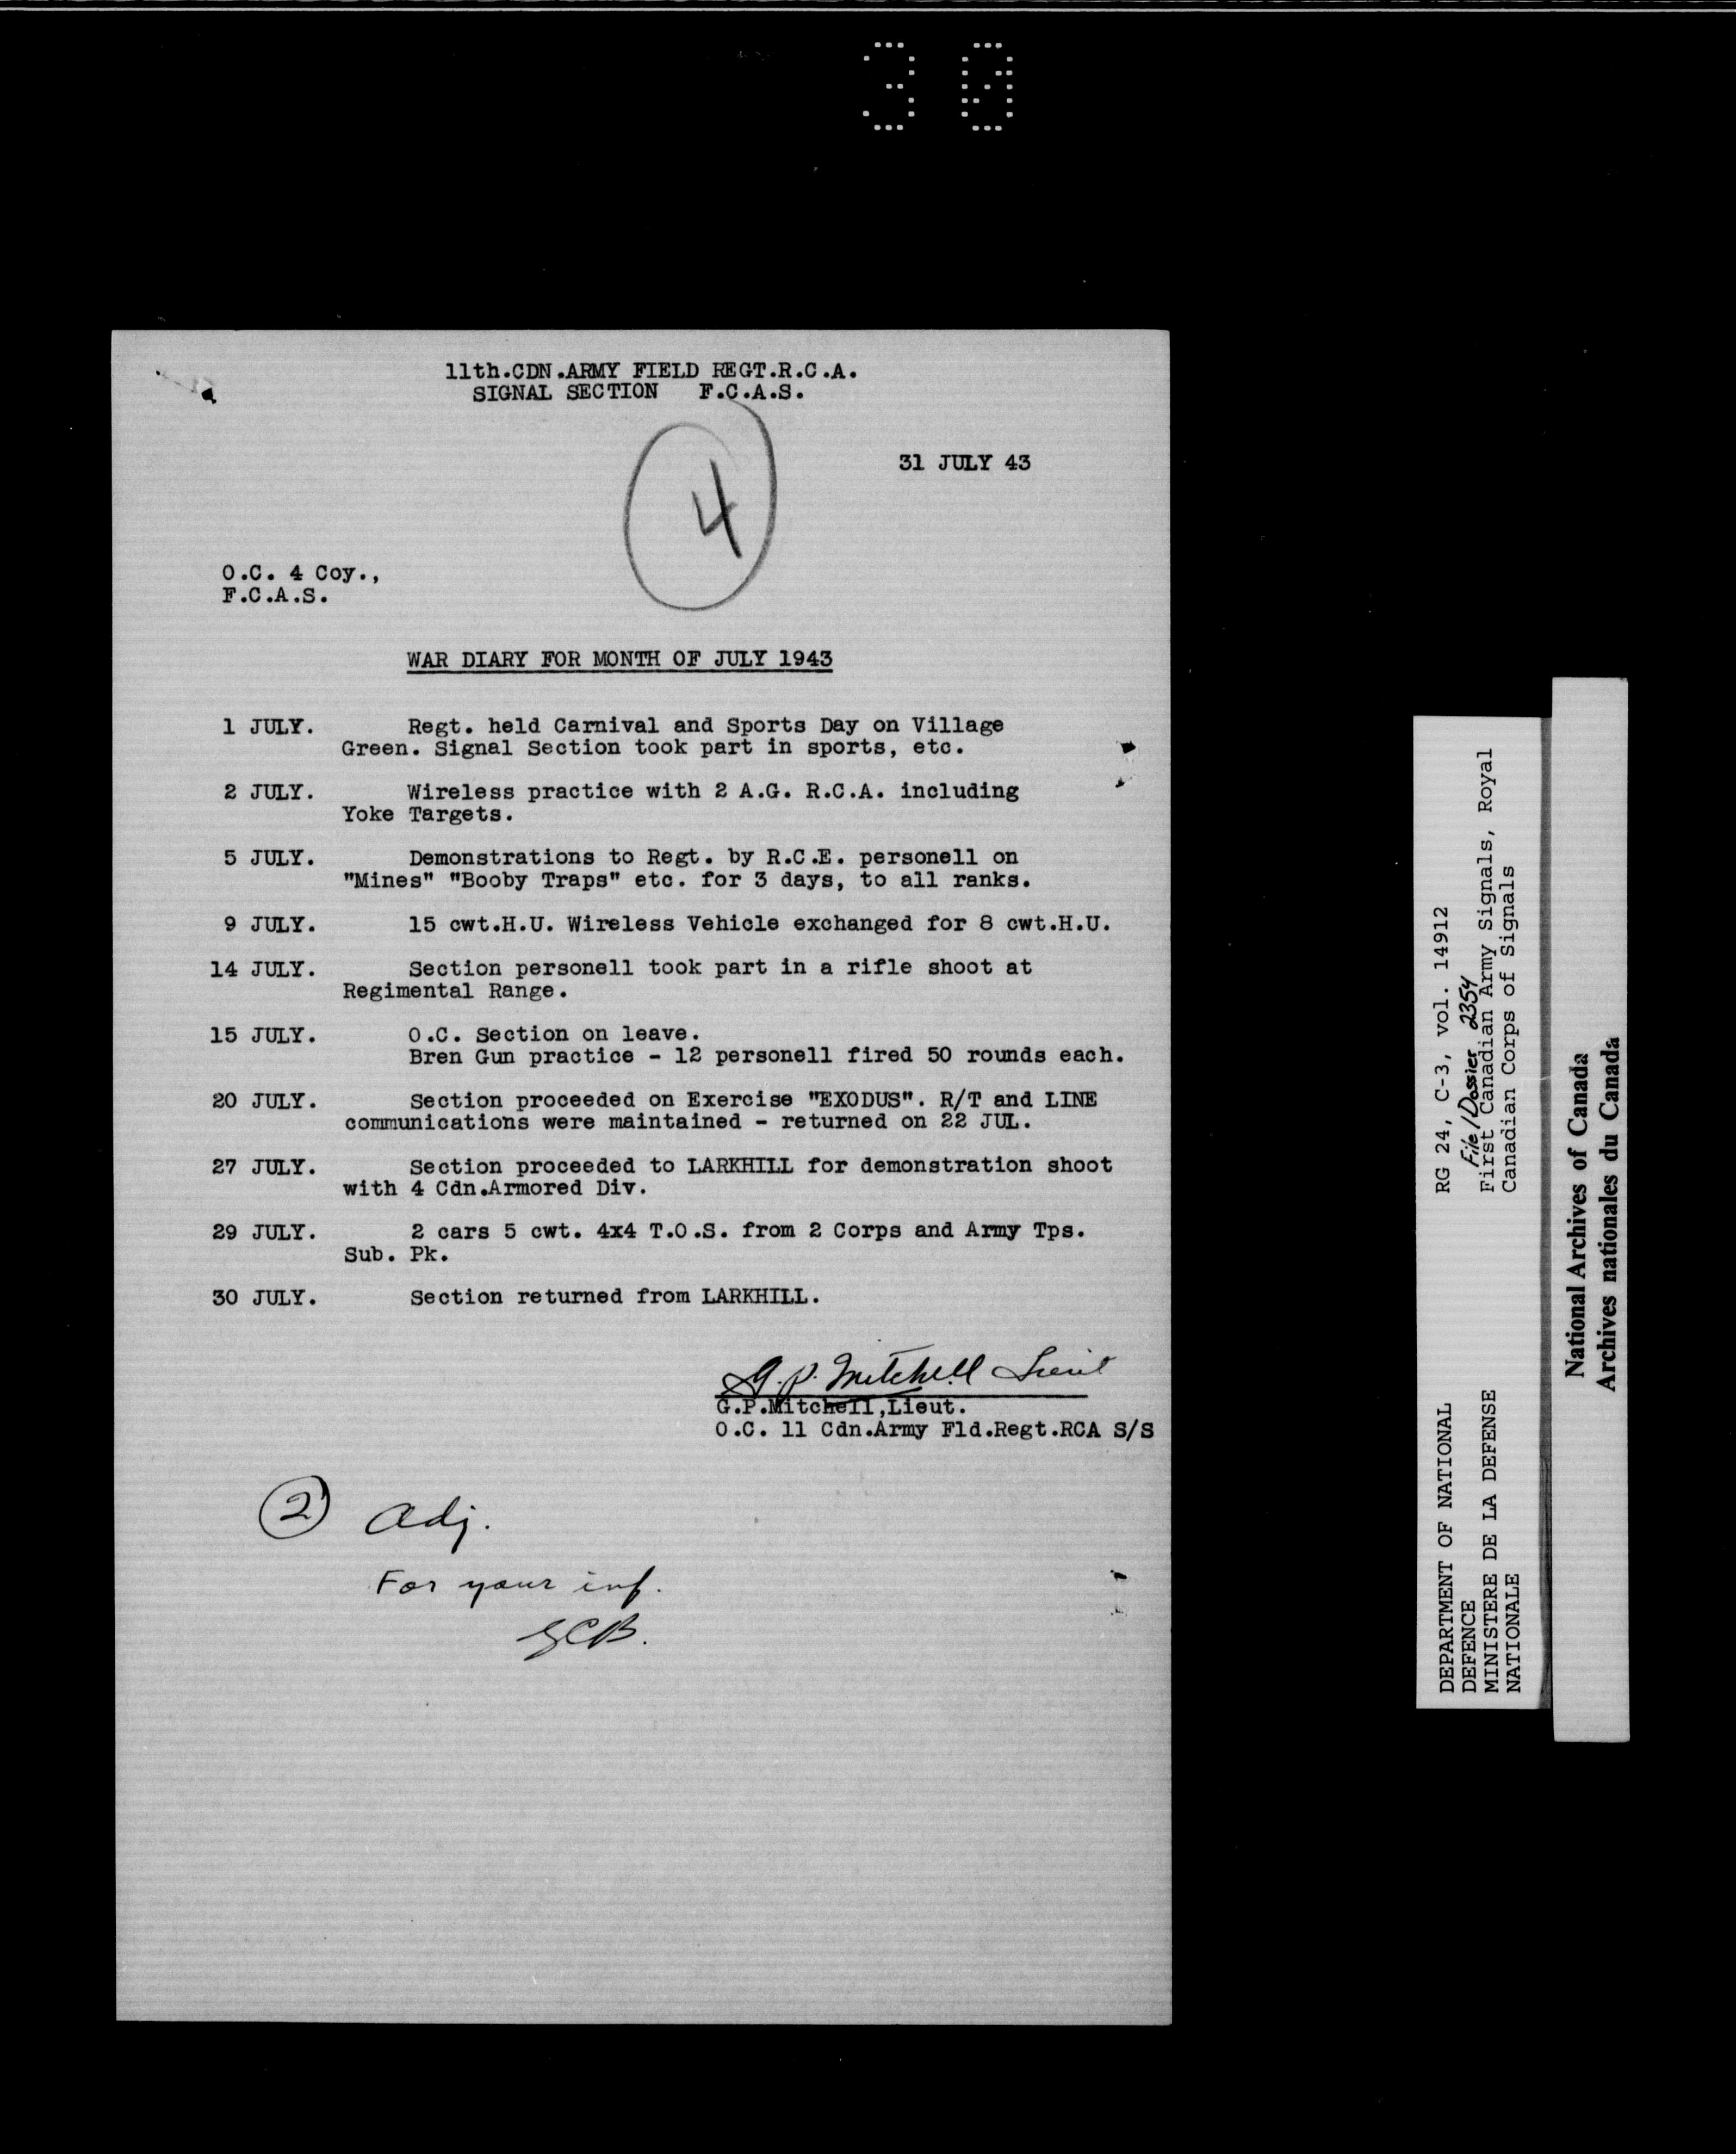 30
11th.CDN.ARMY FIELD REGT.R.C.A.
SIGNAL SECTION F.C.A.S.
4
31 JULY 43
O.C. 4 Coy.,
F.C.A.S.
WAR DIARY FOR MONTH OF JULY 1943
1 JULY. Regt. held Carnival and Sports Day on Village
Green. Signal Section took part in sports, etc.
2 JULY. Wireless practice with 2 A.G. R.C.A. including
Yoke Targets.
5 JULY. Demonstrations to Regt. by R.C.E. personell on
"Mines" "Booby Traps" etc. for 3 days, to all ranks.
9 JULY. 15 cwt.H.U. Wireless Vehicle exchanged for 8 cwt.H.U.
14 JULY. Section personell took part in a rifle shoot at
Regimental Range.
15 JULY. O.C. Section on leave.
Bren Gun practice - 12 personell fired 50 rounds each.
20 JULY. Section proceeded on Exercise "EXODUS". R/T and LINE
communications were maintained - returned on 22 JUL.
27 JULY. Section proceeded to LARKHILL for demonstration shoot
with 4 Cdn.Armored Div.
29 JULY. 2 cars 5 cwt. 4x4 T.O.S. from 2 Corps and Army Tps.
Sub. Pk.
30 JULY. Section returned from LARKHILL.
G.P. Mitchell Lieut
G.P.Mitchell,Lieut.
O.C. 11 Cdn.Army Fld.Regt.RCA S/S
2 Adj.
For your inf.
GCB.
DEPARTMENT OF NATIONAL
DEFENCE
MINISTERE DE LA DEFENSE
NATIONALE
RG 24, C-3, vol. 14912
File/Dossier 2354
First Canadian Army Signals, Royal
Canadian Corps of Signals
National Archives of Canada
Archives nationales du Canada